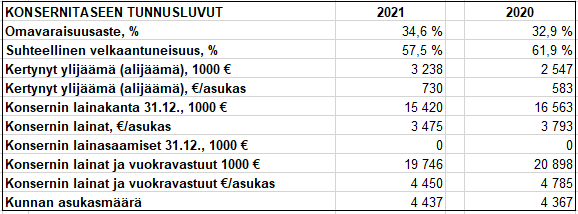 KONSERNITASEEN TUNNUSLUVUT 2021 2020
Omavaraisuusaste, % 34,6 % 32,9 %
Suhteellinen velkaantuneisuus, % 57,5 % 61,9 %
Kertynyt ylijäämä (alijäämä), 1000 € 3 238 2 547
Kertynyt ylijäämä (alijäämä), €/asukas 730 583
Konsernin lainakanta 31.12., 1000 € 15 420 16 563
Konsernin lainat, €/asukas 3 475 3 793
Konsernin lainasaamiset 31.12., 1000 € 0 0
Konsernin lainat ja vuokravastuut 1000 € 19 746 20 898
Konsernin lainat ja vuokravastuut €/asukas 4 450 4 785
Kunnan asukasmäärä 4 437 4 367